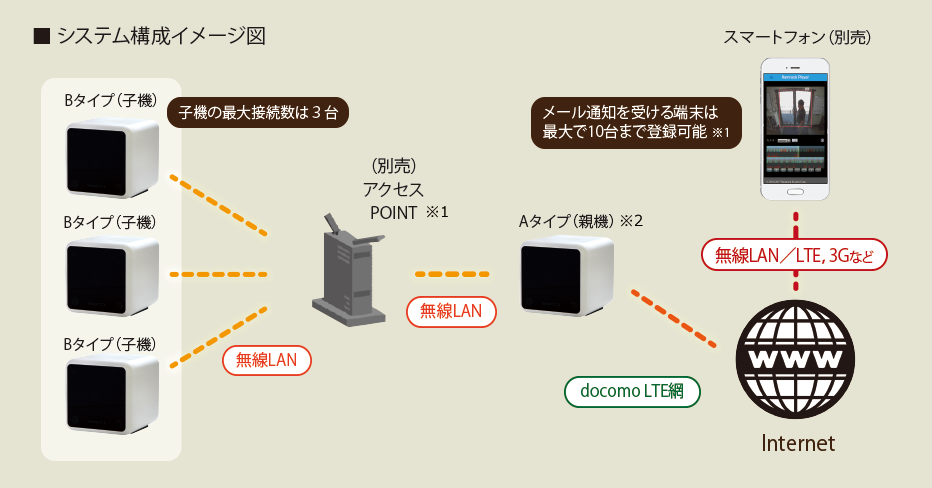 ■ システム構成イメージ図
Bタイプ（子機）
子機の最大接続数は３台
Bタイプ（子機）
Bタイプ（子機）
無線LAN
（別売）
アクセス
POINT ※1
無線LAN
Aタイプ（親機）※2
メール通知を受ける端末は
最大で10台まで登録可能 ※1
スマートフォン（別売）
無線LAN／LTE, 3Gなど
docomo LTE網
WWW
Internet